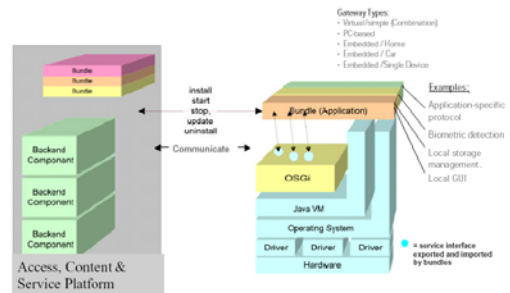 Gateway Types:
- Virtual/simple (Combination)
- PC-based
- Embedded / Home
- Embedded / Car
- Embedded /Single Device
Bundle
Bundle
Bundle
install
start
stop,
update
uninstall
Communicate
Bundle (Application)
Examples:
Application-specific
protocol
Biometric detection
Local storage
management.
Local GUI
Backend
Component
Backend
Component
Backend
Component
OSGi
Java VM
Operating System
Driver
Driver
Driver
Hardware
= service interface
exported and imported
by bundles
Access, Content &
Service Platform